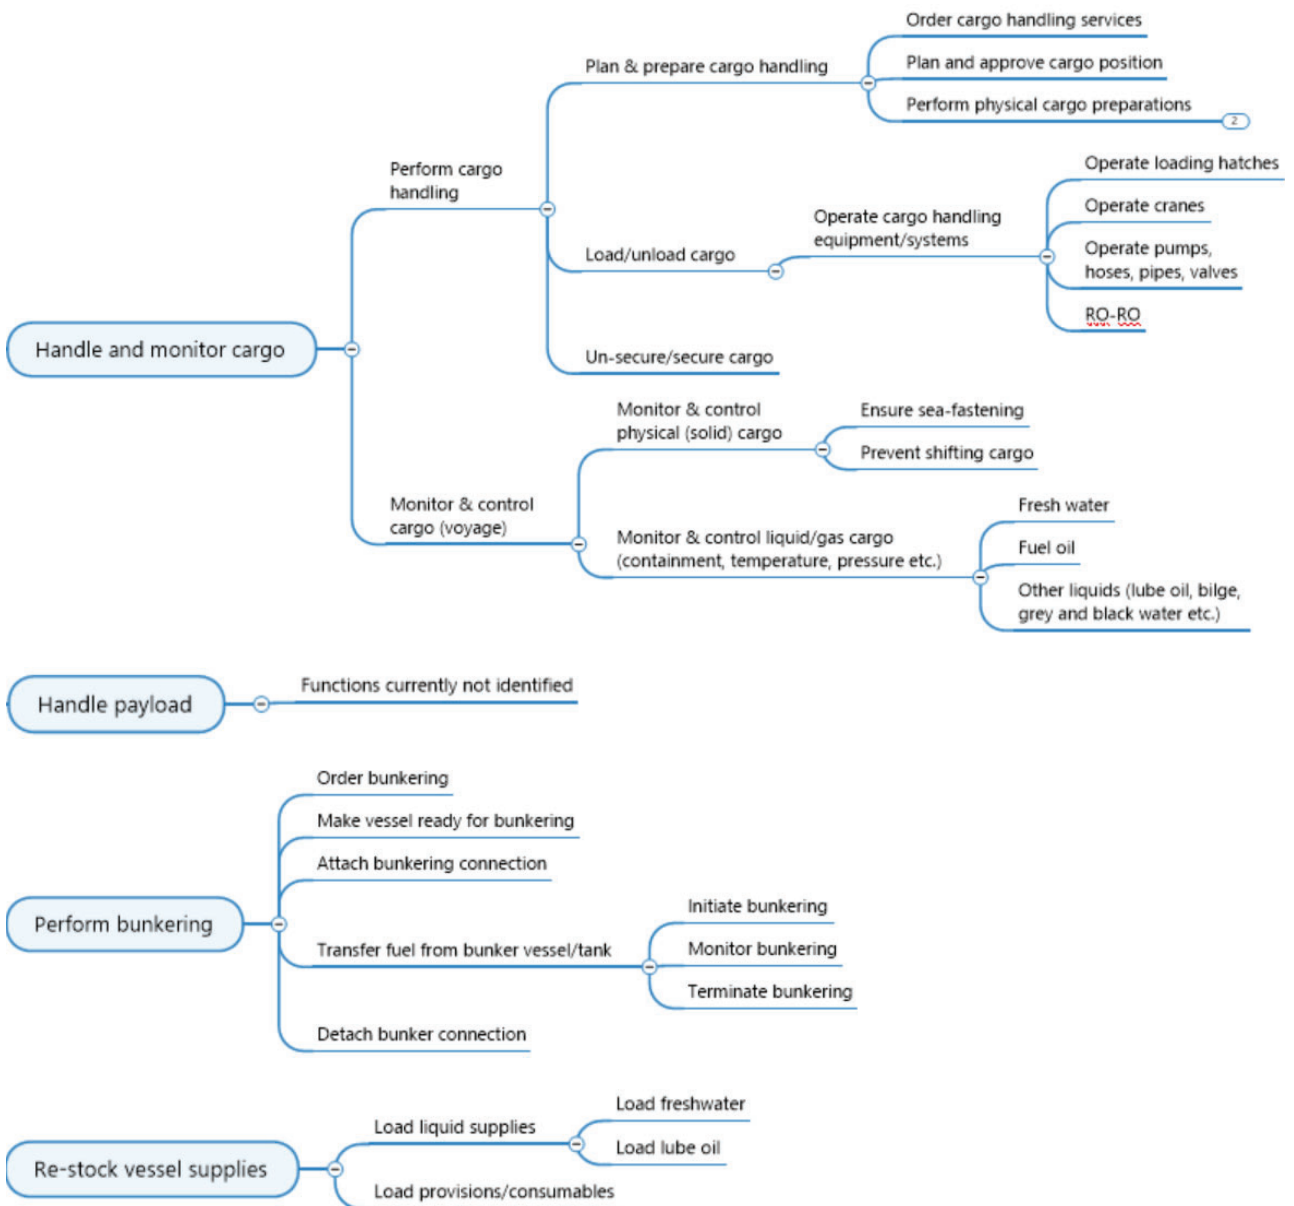 Order cargo handling services
Plan & prepare cargo handling
Plan and approve cargo position
Perform physical cargo preparations
2
Perform cargo
handling
Operate loading hatches
Operate cargo handling
equipment/systems
Operate cranes
Load/unload cargo
Operate pumps,
hoses, pipes, valves
RO-RO
Handle and monitor cargo
Un-secure/secure cargo
Monitor & control
physical (solid) cargo
Ensure sea-fastening
Prevent shifting cargo
Monitor & control
cargo (voyage)
Monitor & control liquid/gas cargo
(containment, temperature, pressure etc.)
Fresh water
Fuel oil
Other liquids (lube oil, bilge,
grey and black water etc.)
Handle payload
Functions currently not identified
Order bunkering
Make vessel ready for bunkering
Attach bunkering connection
Perform bunkering
Transfer fuel from bunker vessel/tank
Initiate bunkering
Monitor bunkering
Terminate bunkering
Detach bunker connection
Re-stock vessel supplies
Load liquid supplies
Load freshwater
Load lube oil
Load provisions/consumables